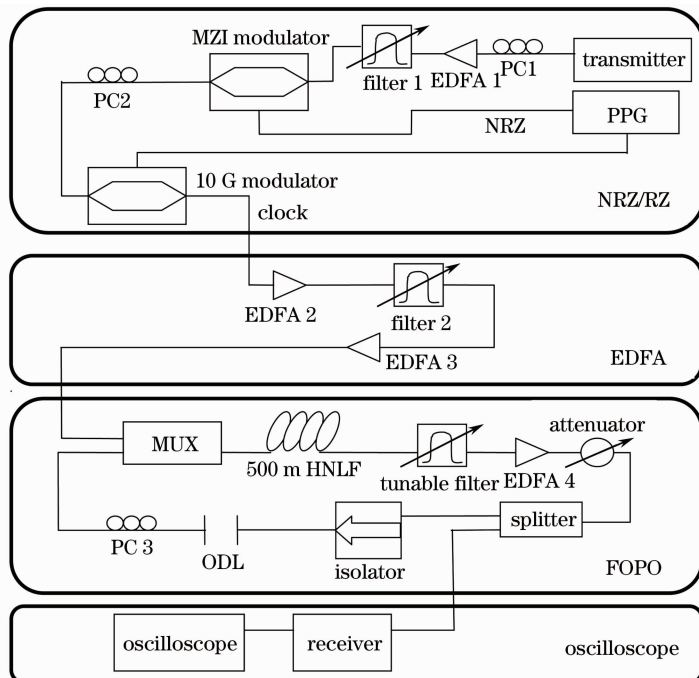 MZI modulator
filter 1
EDFA 1
PC1
transmitter
PC2
NRZ
PPG
10 G modulator
clock
NRZ/RZ
EDFA 2
filter 2
EDFA 3
EDFA
MUX
500 m HNLF
tunable filter
EDFA 4
attenuator
splitter
PC 3
ODL
isolator
FOPO
oscilloscope
receiver
oscilloscope